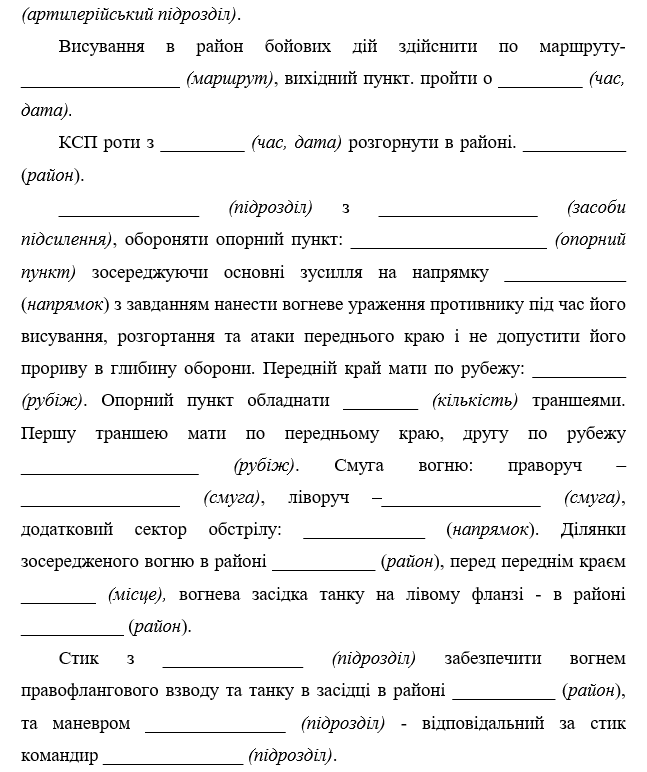 (артилерійський підрозділ).
Висування в район бойових дій здійснити по маршруту-
_________________ (маршрут), вихідний пункт. пройти о _________ (час,
дата).
КСП роти з _________ (час, дата) розгорнути в районі. ___________
(район).
_______________ (підрозділ) з _________________ (засоби
підсилення), обороняти опорний пункт: _____________________ (опорний
пункт) зосереджуючи основні зусилля на напрямку _____________
(напрямок) з завданням нанести вогневе ураження противнику під час його
висування, розгортання та атаки переднього краю і не допустити його
прориву в глибину оборони. Передній край мати по рубежу: __________
(рубіж). Опорний пункт обладнати ________ (кількість) траншеями.
Першу траншею мати по передньому краю, другу по рубежу
___________________ (рубіж). Смуга вогню: праворуч –
_________________ (смуга), ліворуч –_________________ (смуга),
додатковий сектор обстрілу: _____________ (напрямок). Ділянки
зосередженого вогню в районі ___________ (район), перед переднім краєм
________ (місце), вогнева засідка танку на лівому фланзі - в районі
___________ (район).
Стик з _______________ (підрозділ) забезпечити вогнем
правофлангового взводу та танку в засідці в районі ___________ (район),
та маневром _______________ (підрозділ) - відповідальний за стик
командир _______________ (підрозділ).